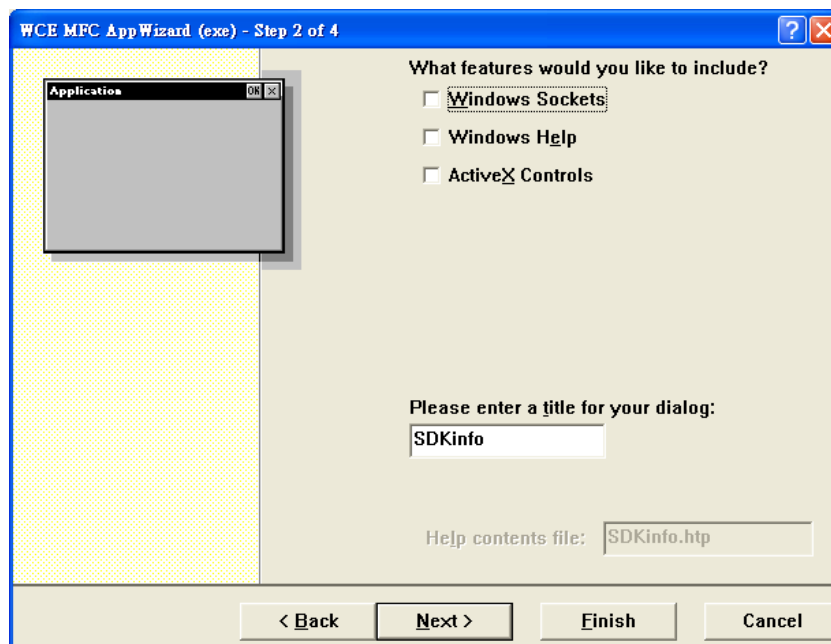 WCE MFC AppWizard (exe) - Step 2 of 4
Application OK
What features would you like to include?
Windows Sockets
Windows Help
ActiveX Controls
Please enter a title for your dialog:
SDKinfo
Help contents file: SDKinfo.htp
< Back Next > Finish Cancel